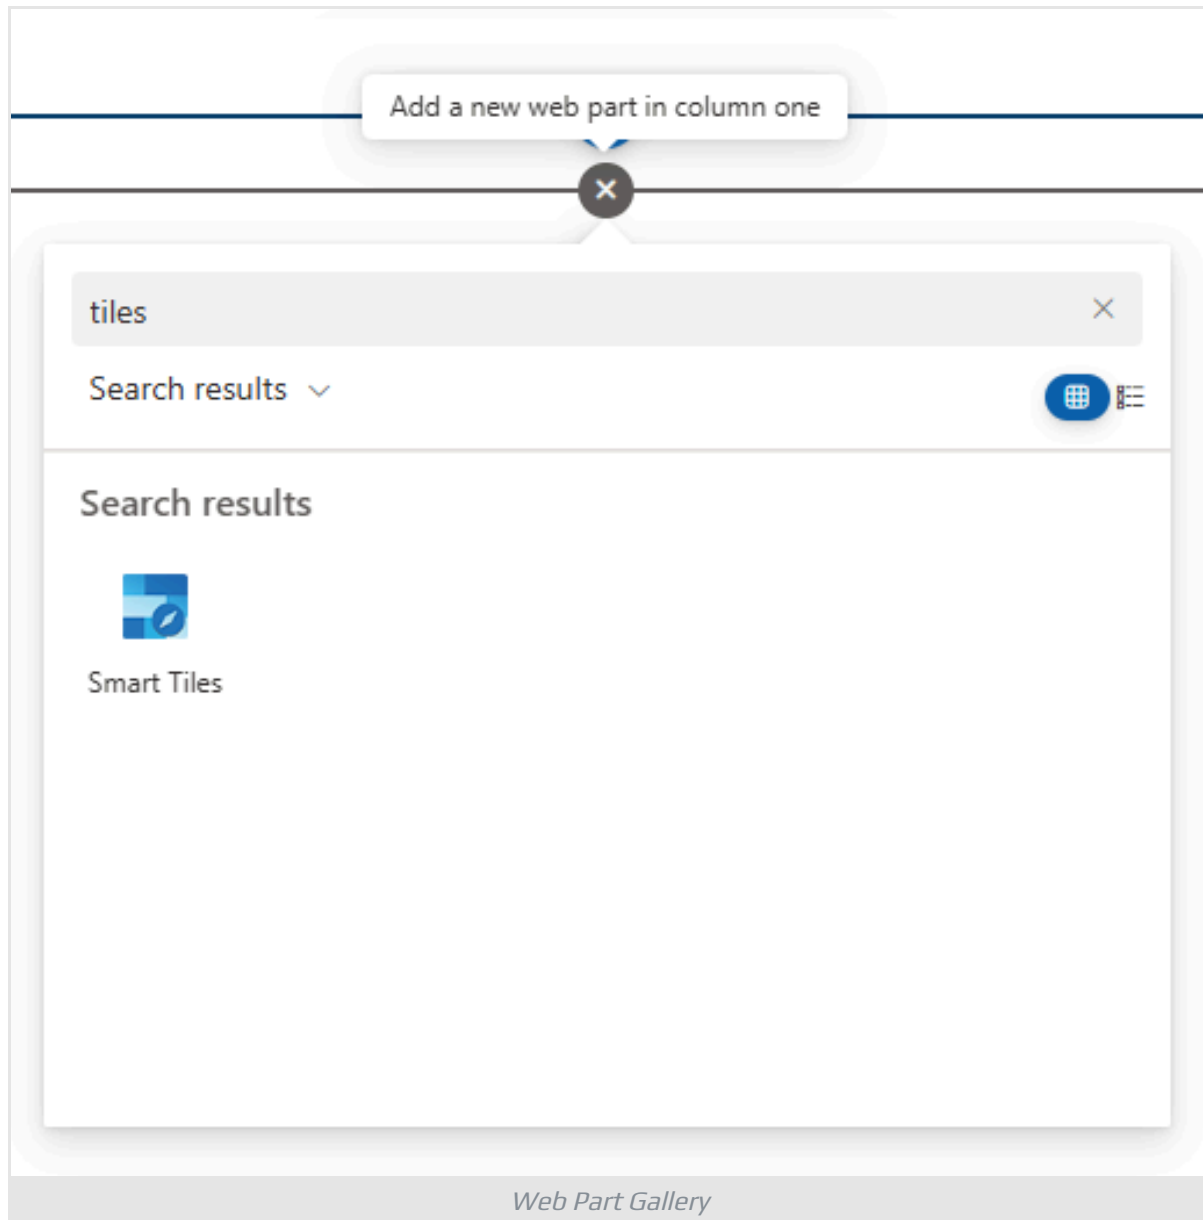 Add a new web part in column one
tiles
Search results
Search results
Smart Tiles
Web Part Gallery